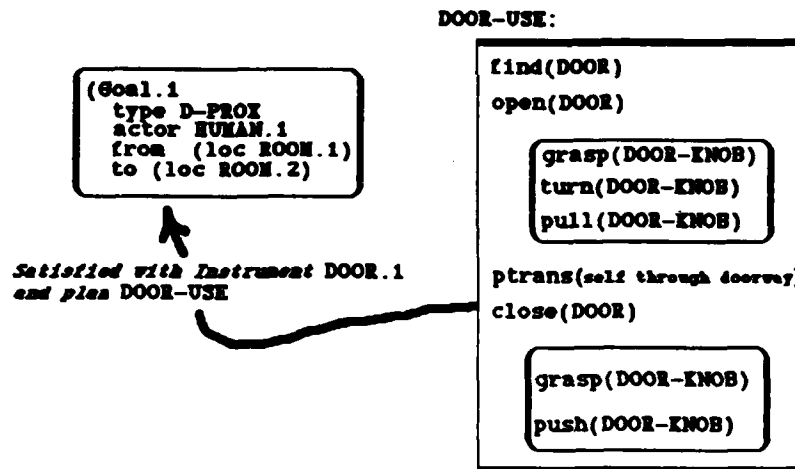 DOOR-USE:
(Goal.1
type D-PROX
actor HUMAN.1
from (loc ROOM.1)
to (loc ROOM.2)
Satisfied with Instrument DOOR.1
and plan DOOR-USE
find(DOOR)
open(DOOR)
grasp(DOOR-KNOB)
turn(DOOR-KNOB)
pull(DOOR-KNOB)
ptrans(self through doorway)
close(DOOR)
grasp(DOOR-KNOB)
push(DOOR-KNOB)